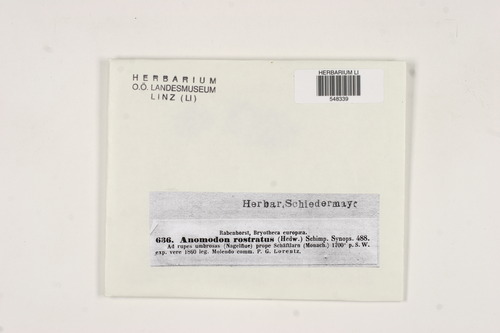 HERBARIUM
O.Ö. LANDESMUSEUM
LINZ (LI)
HERBARIUM LI
548339
Herbar. Schiedermayr
Rabenhorst, Bryotheca europaea.
636. Anomodon rostratus (Hedw.) Schimp. Synops. 488.
Ad rupes umbrosas (Nagelflue) prope Schäftlarn (Monach.) 1700' p. S. W.
exp. vere 1860 leg. Molendo comm. P. G. Lorentz.